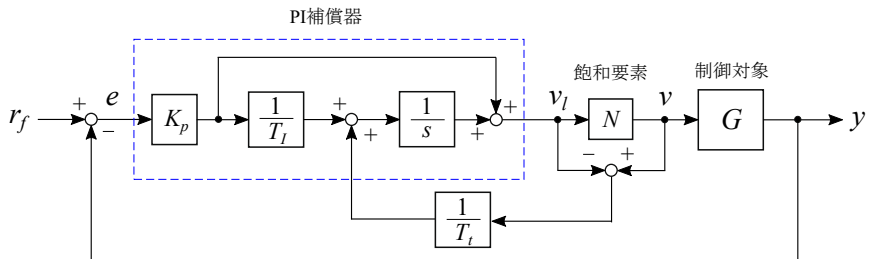 PI補償器
飽和要素
制御対象
r_f
+
e
−
K_p
1/T_I
+
+
1/s
+
+
v_l
N
v
G
y
−
+
1/T_t